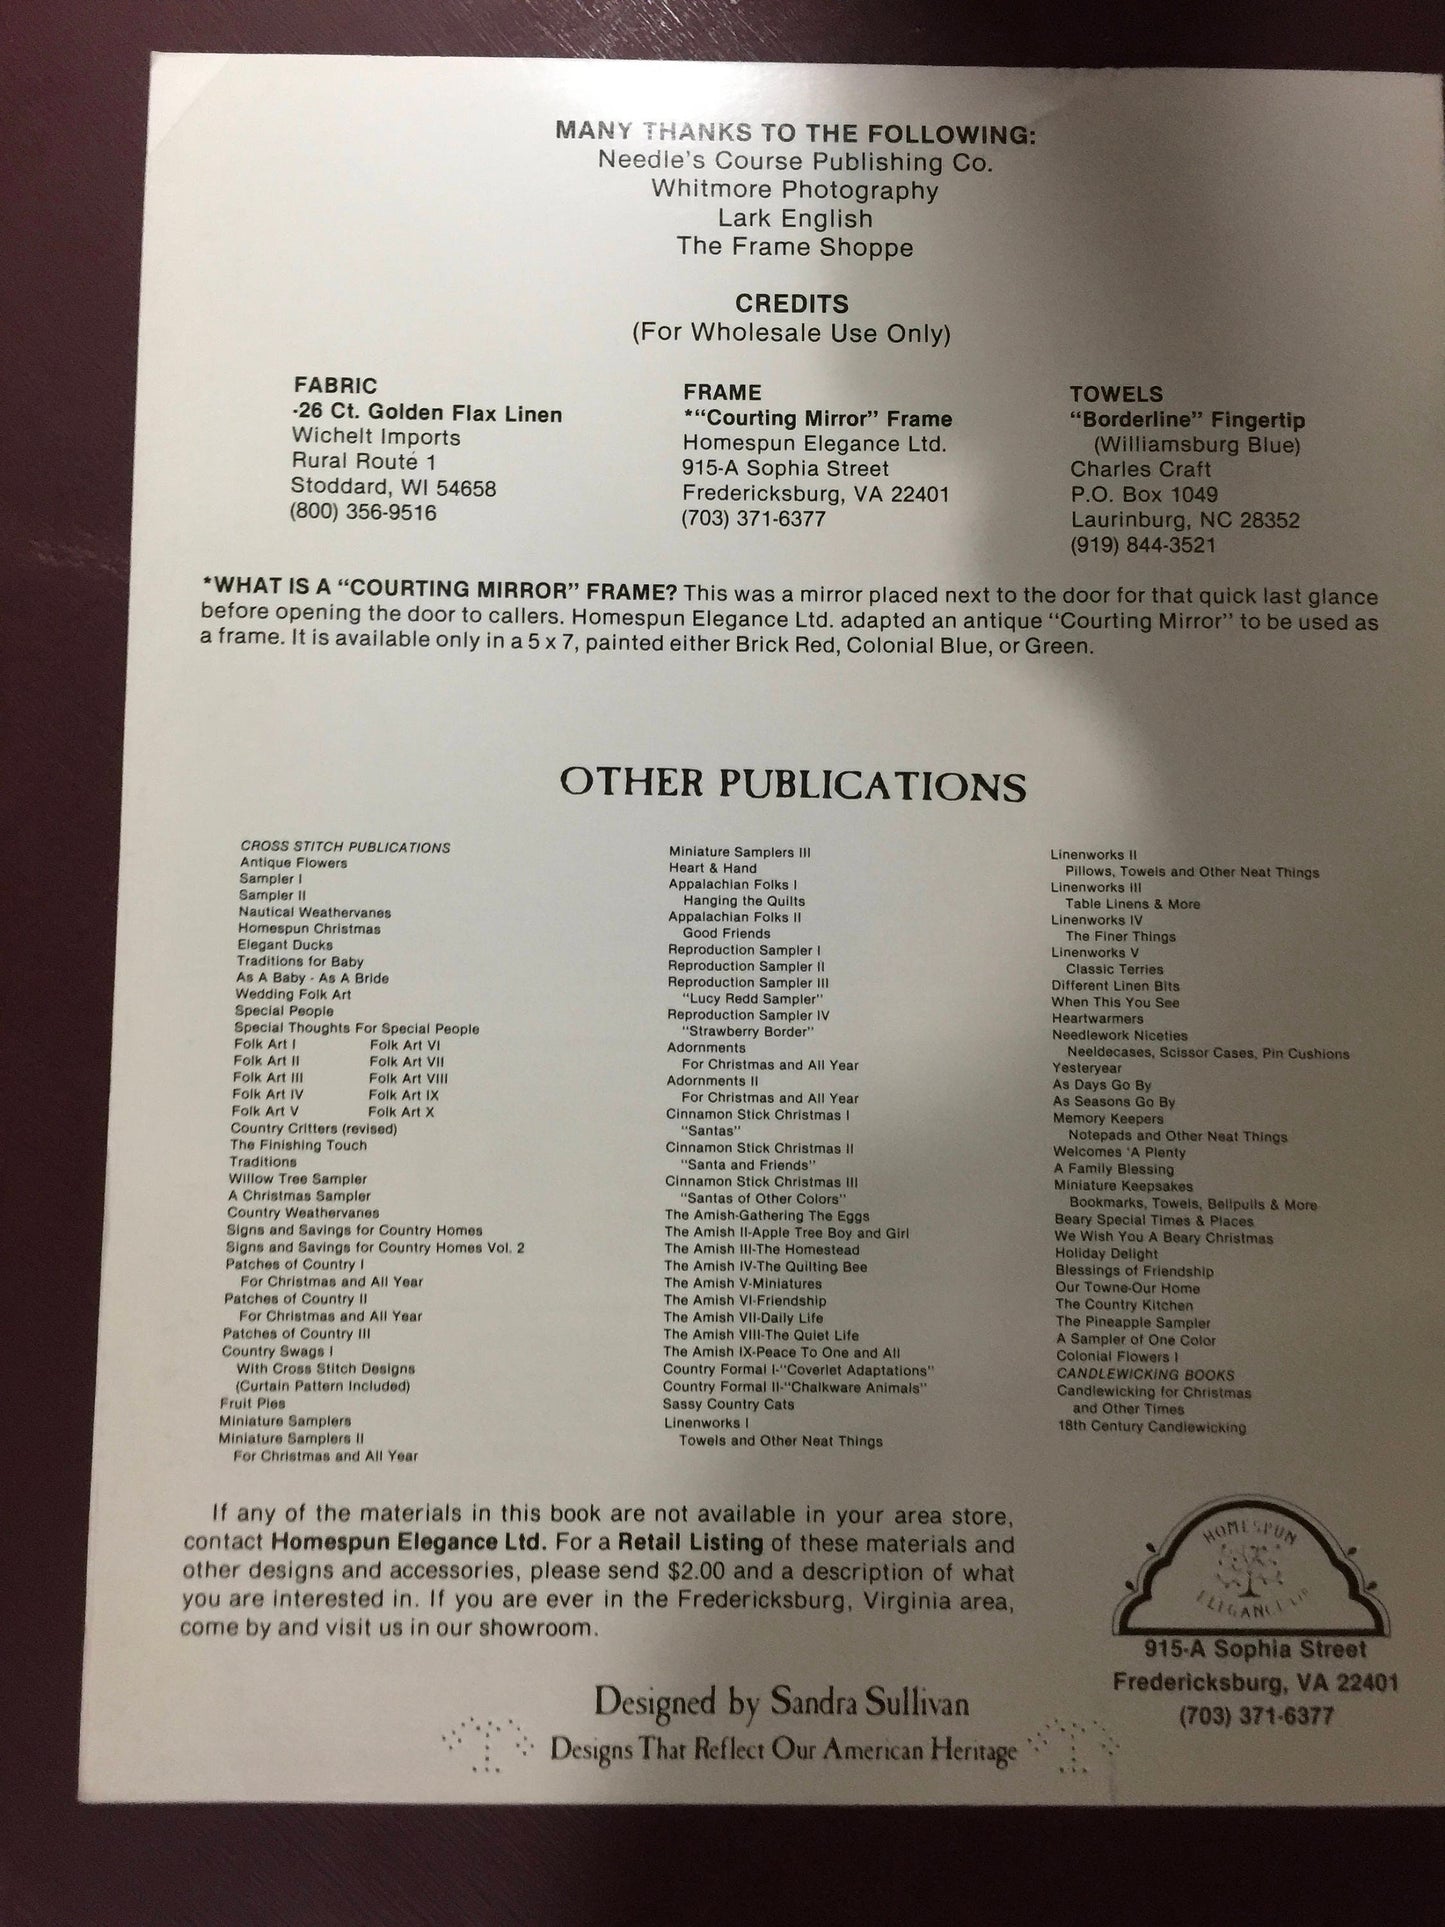 MANY THANKS TO THE FOLLOWING:
Needle's Course Publishing Co.
Whitmore Photography
Lark English
The Frame Shoppe
CREDITS
(For Wholesale Use Only)
FABRIC
-26 Ct. Golden Flax Linen
Wichelt Imports
Rural Route 1
Stoddard, WI 54658
(800) 356-9516
FRAME
*"Courting Mirror" Frame
Homespun Elegance Ltd.
915-A Sophia Street
Fredericksburg, VA 22401
(703) 371-6377
TOWELS
"Borderline" Fingertip
(Williamsburg Blue)
Charles Craft
P.O. Box 1049
Laurinburg, NC 28352
(919) 844-3521
*WHAT IS A "COURTING MIRROR" FRAME? This was a mirror placed next to the door for that quick last glance
before opening the door to callers. Homespun Elegance Ltd. adapted an antique "Courting Mirror" to be used as
a frame. It is available only in a 5 x 7, painted either Brick Red, Colonial Blue, or Green.
OTHER PUBLICATIONS
CROSS STITCH PUBLICATIONS
Antique Flowers
Sampler I
Sampler II
Nautical Weathervanes
Homespun Christmas
Elegant Ducks
Traditions for Baby
As A Baby - As A Bride
Wedding Folk Art
Special People
Special Thoughts For Special People
Folk Art I Folk Art VI
Folk Art II Folk Art VII
Folk Art III Folk Art VIII
Folk Art IV Folk Art IX
Folk Art V Folk Art X
Country Critters (revised)
The Finishing Touch
Traditions
Willow Tree Sampler
A Christmas Sampler
Country Weathervanes
Signs and Savings for Country Homes
Signs and Savings for Country Homes Vol. 2
Patches of Country I
For Christmas and All Year
Patches of Country II
For Christmas and All Year
Patches of Country III
Country Swags I
With Cross Stitch Designs
(Curtain Pattern Included)
Fruit Pies
Miniature Samplers
Miniature Samplers II
For Christmas and All Year
Miniature Samplers III
Heart & Hand
Appalachian Folks I
Hanging the Quilts
Appalachian Folks II
Good Friends
Reproduction Sampler I
Reproduction Sampler II
Reproduction Sampler III
"Lucy Redd Sampler"
Reproduction Sampler IV
"Strawberry Border"
Adornments
For Christmas and All Year
Adornments II
For Christmas and All Year
Cinnamon Stick Christmas I
"Santas"
Cinnamon Stick Christmas II
"Santa and Friends"
Cinnamon Stick Christmas III
"Santas of Other Colors"
The Amish-Gathering The Eggs
The Amish II-Apple Tree Boy and Girl
The Amish III-The Homestead
The Amish IV-The Quilting Bee
The Amish V-Miniatures
The Amish VI-Friendship
The Amish VII-Daily Life
The Amish VIII-The Quiet Life
The Amish IX-Peace To One and All
Country Formal I-"Coverlet Adaptations"
Country Formal II-"Chalkware Animals"
Sassy Country Cats
Linenworks I
Towels and Other Neat Things
Linenworks II
Pillows, Towels and Other Neat Things
Linenworks III
Table Linens & More
Linenworks IV
The Finer Things
Linenworks V
Classic Terries
Different Linen Bits
When This You See
Heartwarmers
Needlework Niceties
Neeldecases, Scissor Cases, Pin Cushions
Yesteryear
As Days Go By
As Seasons Go By
Memory Keepers
Notepads and Other Neat Things
Welcomes 'A Plenty
A Family Blessing
Miniature Keepsakes
Bookmarks, Towels, Bellpulls & More
Beary Special Times & Places
We Wish You A Beary Christmas
Holiday Delight
Blessings of Friendship
Our Towne-Our Home
The Country Kitchen
The Pineapple Sampler
A Sampler of One Color
Colonial Flowers I
CANDLEWICKING BOOKS
Candlewicking for Christmas
and Other Times
18th Century Candlewicking
If any of the materials in this book are not available in your area store,
contact Homespun Elegance Ltd. For a Retail Listing of these materials and
other designs and accessories, please send $2.00 and a description of what
you are interested in. If you are ever in the Fredericksburg, Virginia area,
come by and visit us in our showroom.
HOMESPUN
ELEGANCE LTD
915-A Sophia Street
Fredericksburg, VA 22401
(703) 371-6377
Designed by Sandra Sullivan
Designs That Reflect Our American Heritage